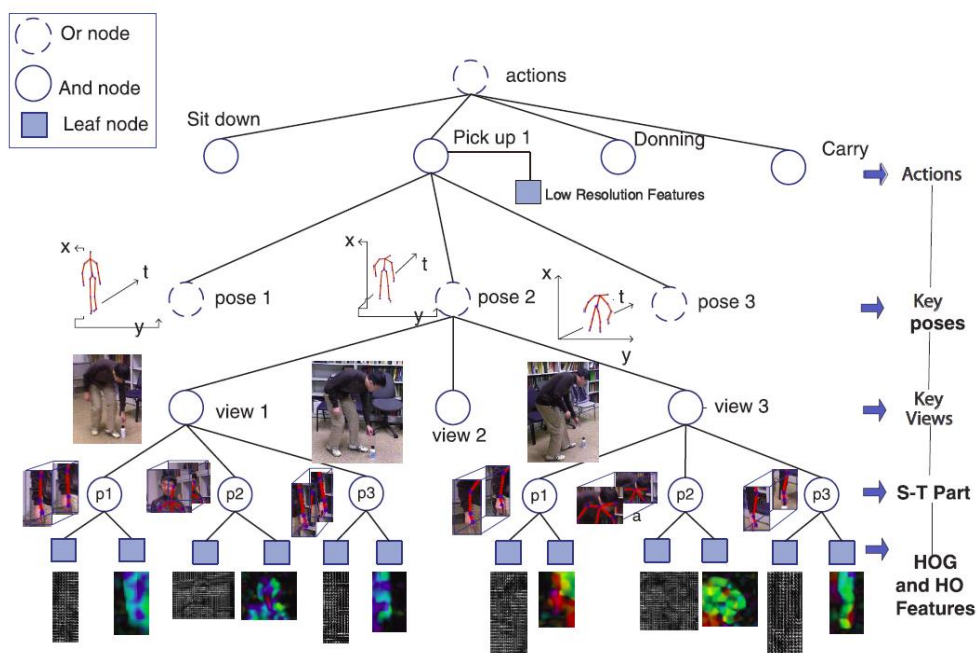 Or node
And node
Leaf node
actions
Sit down
Pick up 1
Donning
Carry
Actions
Low Resolution Features
x
t
y
pose 1
x
t
y
pose 2
x
t
y
pose 3
Key
poses
view 1
view 2
view 3
Key
Views
p1
p2
p3
p1
a
p2
p3
S-T Part
HOG
and HO
Features